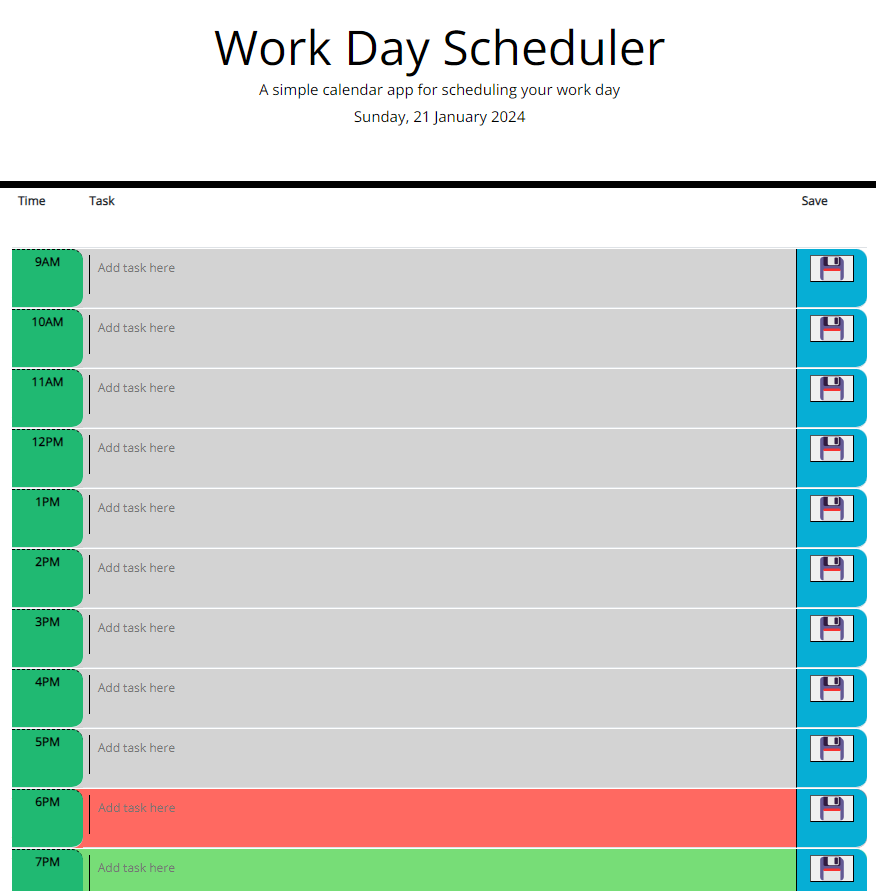 Work Day Scheduler
A simple calendar app for scheduling your work day
Sunday, 21 January 2024
Time Task Save
9AM Add task here
10AM Add task here
11AM Add task here
12PM Add task here
1PM Add task here
2PM Add task here
3PM Add task here
4PM Add task here
5PM Add task here
6PM Add task here
7PM Add task here